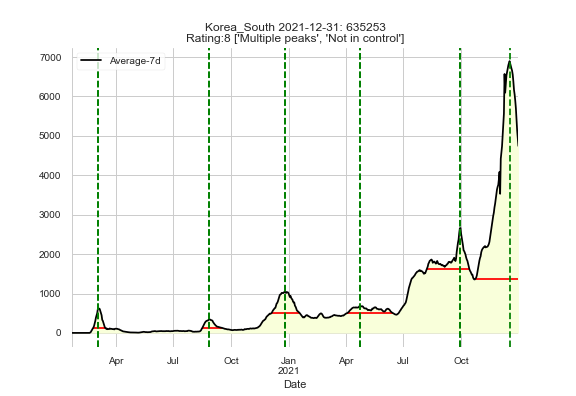 Korea_South 2021-12-31: 635253
Rating:8 ['Multiple peaks', 'Not in control']
Average-7d
7000
6000
5000
4000
3000
2000
1000
0
Apr Jul Oct Jan Apr Jul Oct
2021
Date